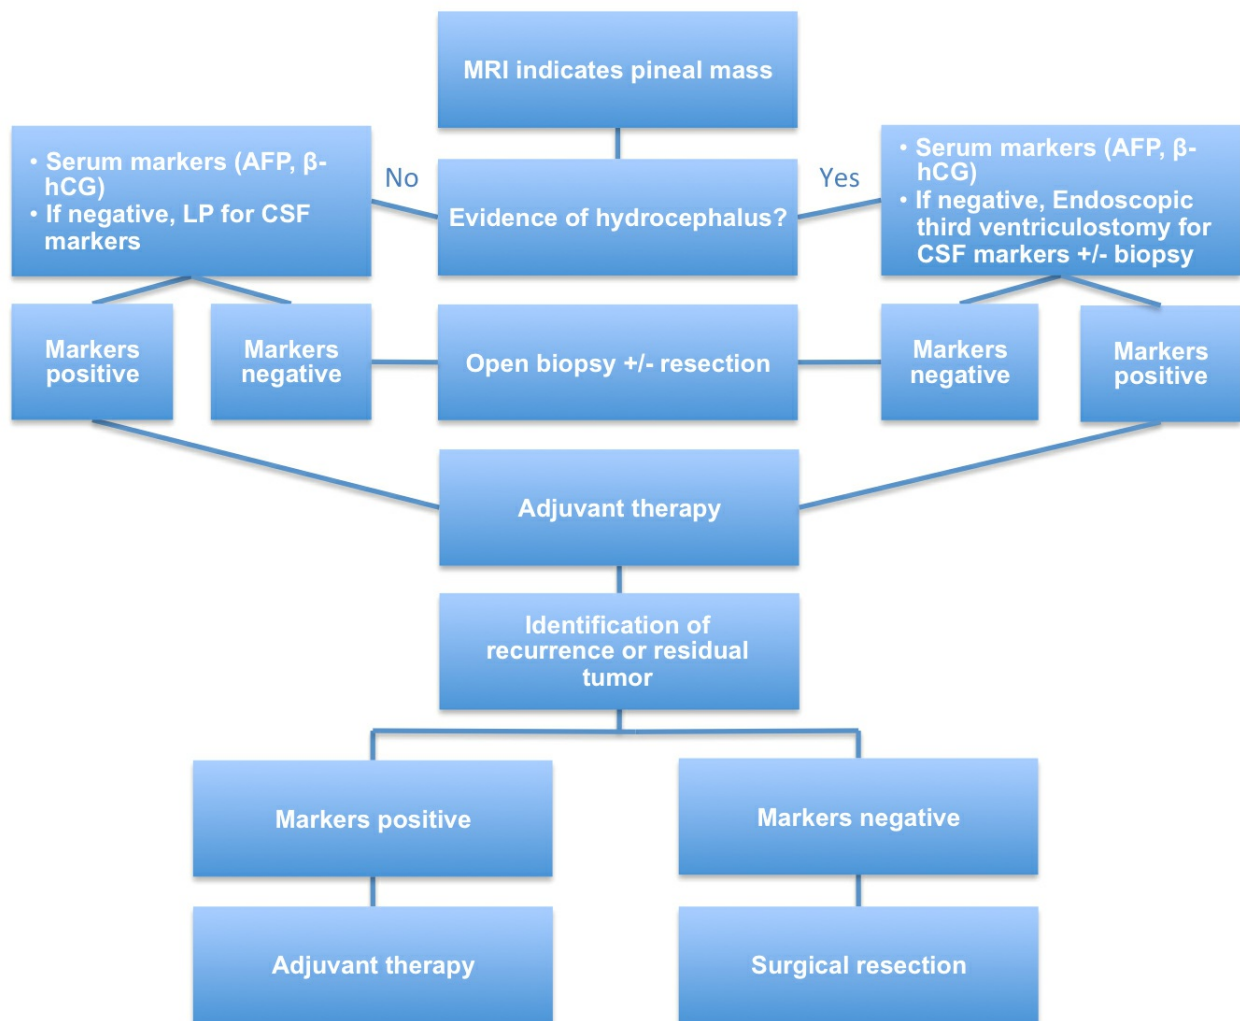 MRI indicates pineal mass
• Serum markers (AFP, β-
hCG)
• If negative, LP for CSF
markers
No
Evidence of hydrocephalus?
Yes
• Serum markers (AFP, β-
hCG)
• If negative, Endoscopic
third ventriculostomy for
CSF markers +/- biopsy
Markers
positive
Markers
negative
Open biopsy +/- resection
Markers
negative
Markers
positive
Adjuvant therapy
Identification of
recurrence or residual
tumor
Markers positive
Markers negative
Adjuvant therapy
Surgical resection